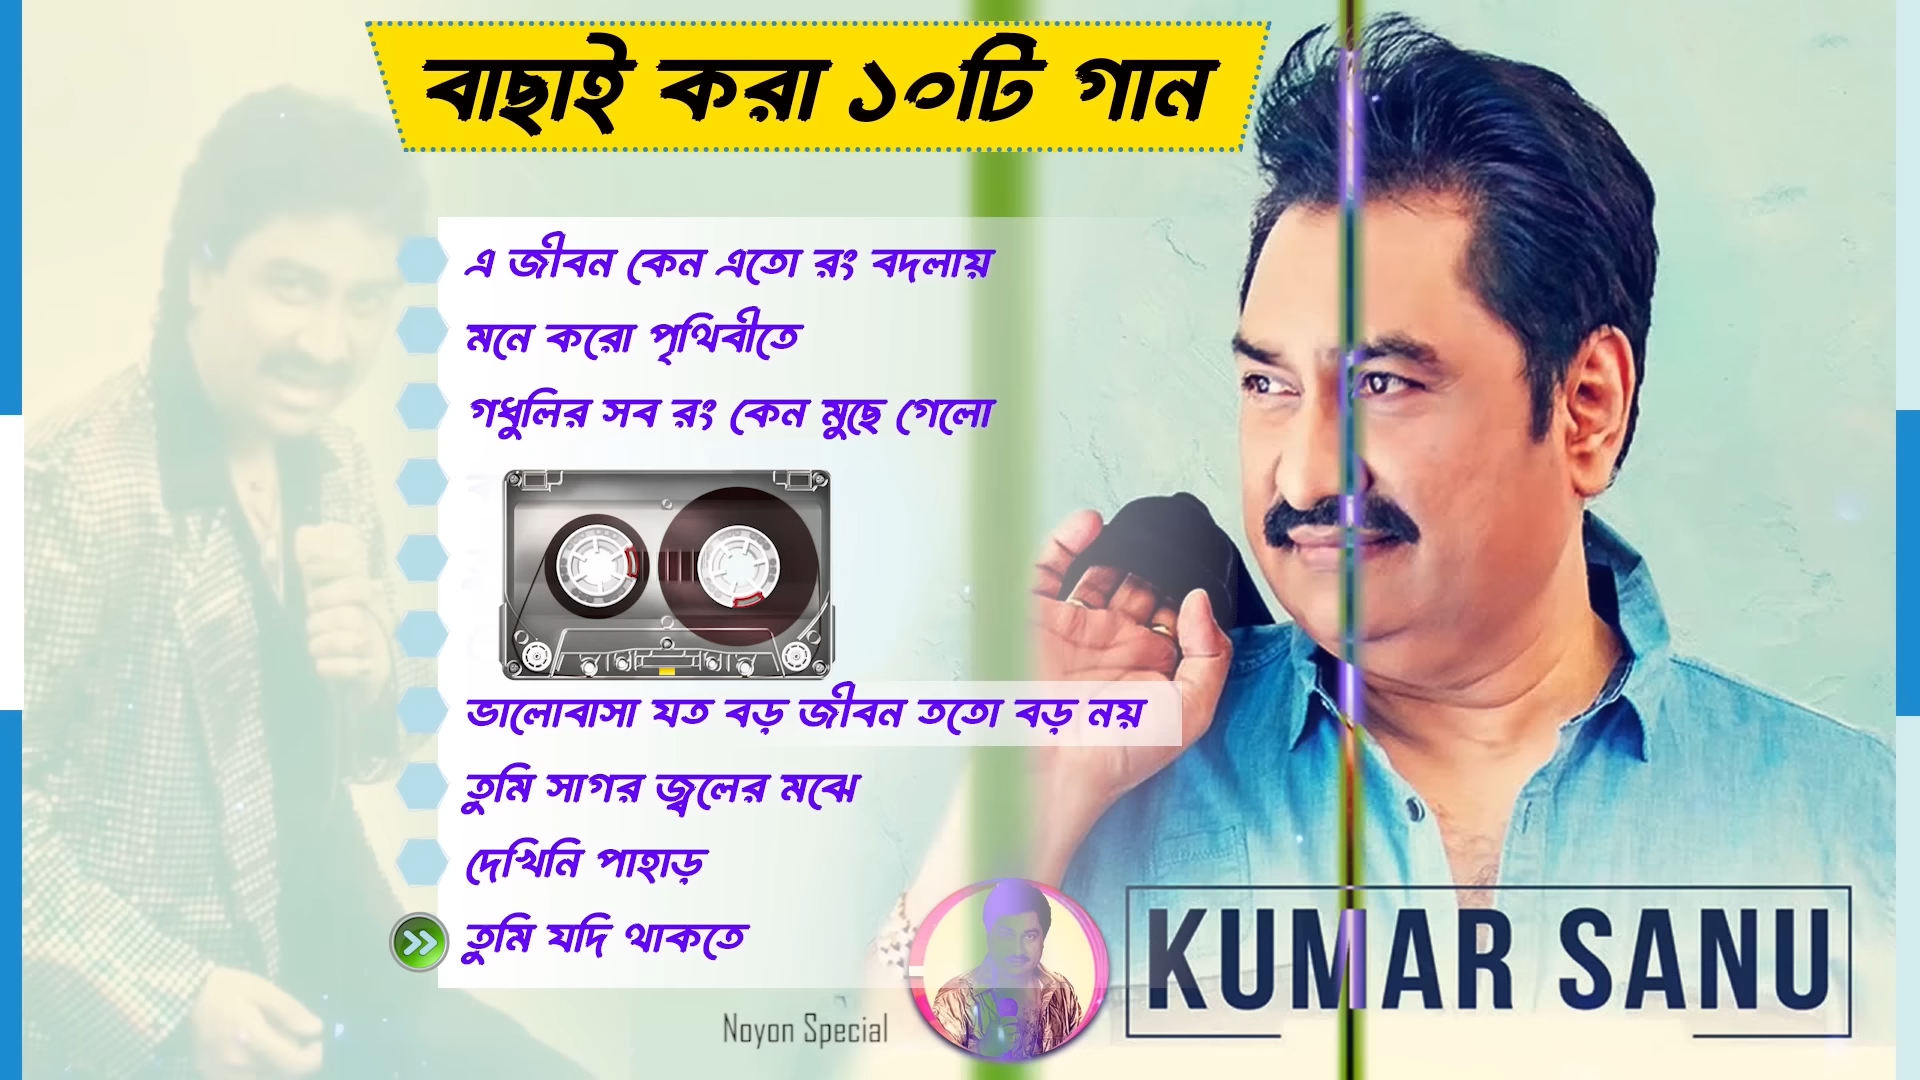 বাছাই করা ১০টি গান
এ জীবন কেন এতো রং বদলায়
মনে করো পৃথিবীতে
গধুলির সব রং কেন মুছে গেলো
ভালোবাসা যত বড় জীবন ততো বড় নয়
তুমি সাগর জ্বলের মঝে
দেখিনি পাহাড়
তুমি যদি থাকতে
Noyon Special
KUMAR SANU